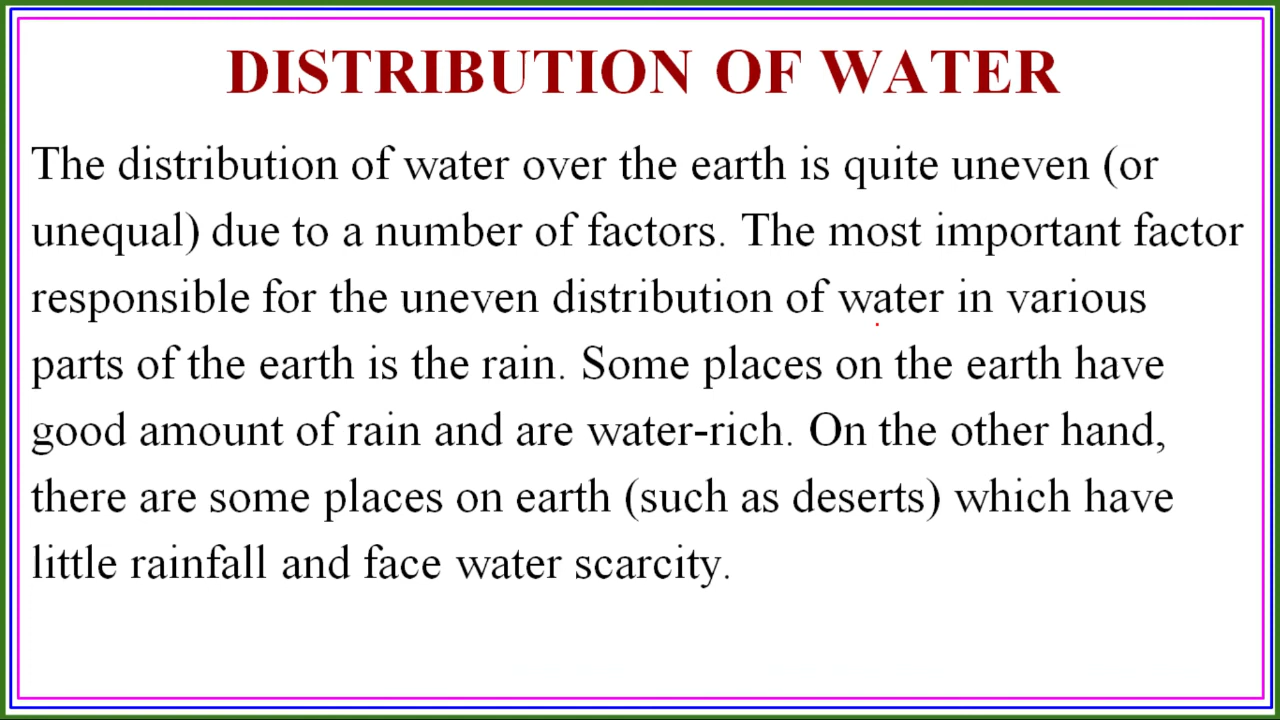 DISTRIBUTION OF WATER
The distribution of water over the earth is quite uneven (or
unequal) due to a number of factors. The most important factor
responsible for the uneven distribution of water in various
parts of the earth is the rain. Some places on the earth have
good amount of rain and are water-rich. On the other hand,
there are some places on earth (such as deserts) which have
little rainfall and face water scarcity.